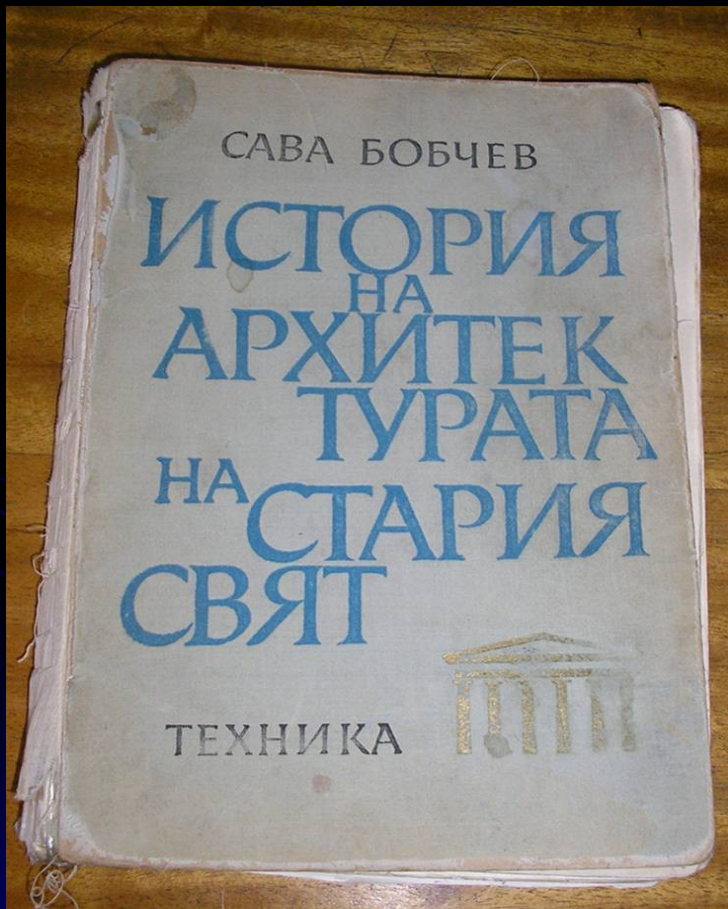 САВА БОБЧЕВ
ИСТОРИЯ
НА
АРХИТЕК
ТУРАТА
НА СТАРИЯ
СВЯТ
ТЕХНИКА